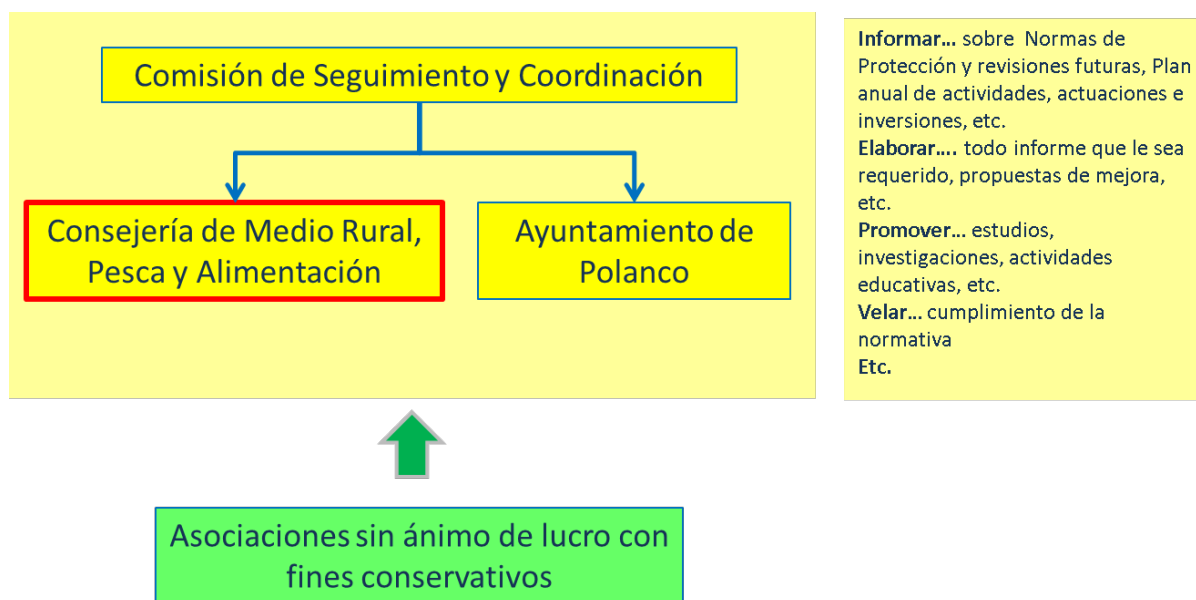 Comisión de Seguimiento y Coordinación
Consejería de Medio Rural,
Pesca y Alimentación
Ayuntamiento de
Polanco
Asociaciones sin ánimo de lucro con
fines conservativos
Informar... sobre Normas de
Protección y revisiones futuras, Plan
anual de actividades, actuaciones e
inversiones, etc.
Elaborar.... todo informe que le sea
requerido, propuestas de mejora,
etc.
Promover... estudios,
investigaciones, actividades
educativas, etc.
Velar... cumplimiento de la
normativa
Etc.